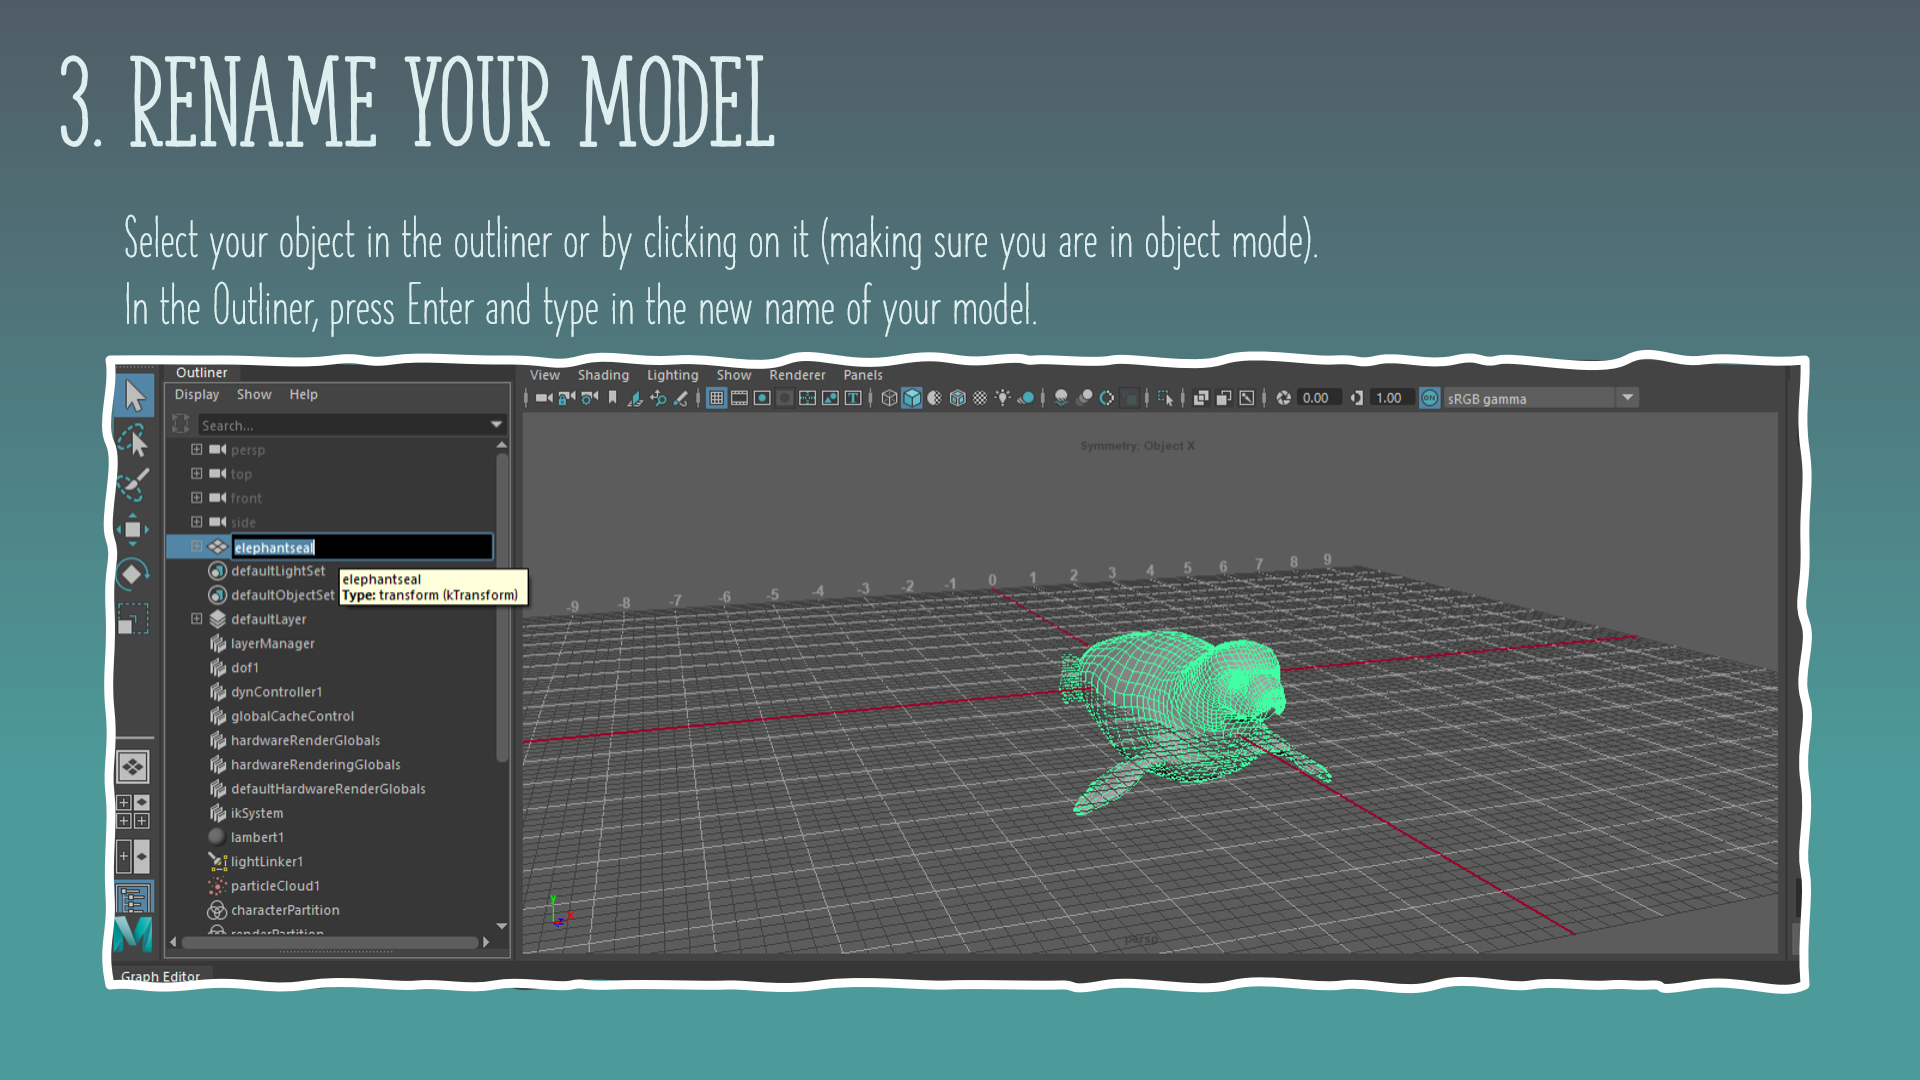 3. RENAME YOUR MODEL
Select your object in the outliner or by clicking on it (making sure you are in object mode).
In the Outliner, press Enter and type in the new name of your model.
Outliner
Display Show Help
Search...
persp
top
front
side
elephantseal
defaultLightSet
defaultObjectSet
elephantseal
Type: transform (kTransform)
defaultLayer
layerManager
dof1
dynController1
globalCacheControl
hardwareRenderGlobals
hardwareRenderingGlobals
defaultHardwareRenderGlobals
ikSystem
lambert1
lightLinker1
particleCloud1
characterPartition
renderPartition
Graph Editor
View Shading Lighting Show Renderer Panels
0.00 1.00 ON sRGB gamma
Symmetry: Object X
-9 -8 -7 -6 -5 -4 -3 -2 -1 0 1 2 3 4 5 6 7 8 9
y
x
persp